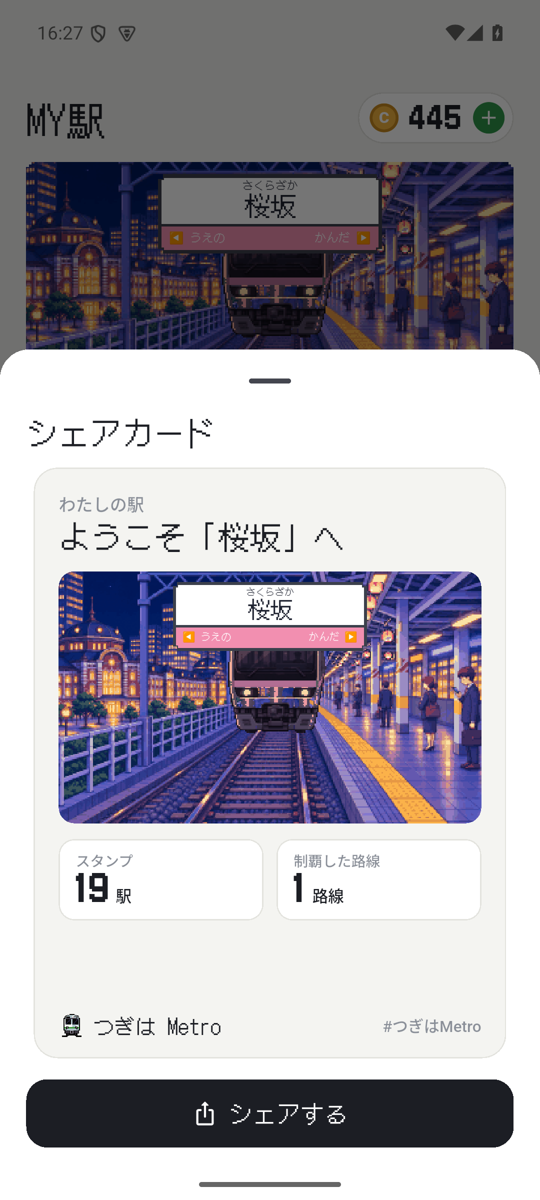 16:27
MY駅
C 445 +
さくらざか
桜坂
うえの かんだ
シェアカード
わたしの駅
ようこそ「桜坂」へ
さくらざか
桜坂
うえの かんだ
スタンプ
19 駅
制覇した路線
1 路線
つぎは Metro
#つぎはMetro
シェアする